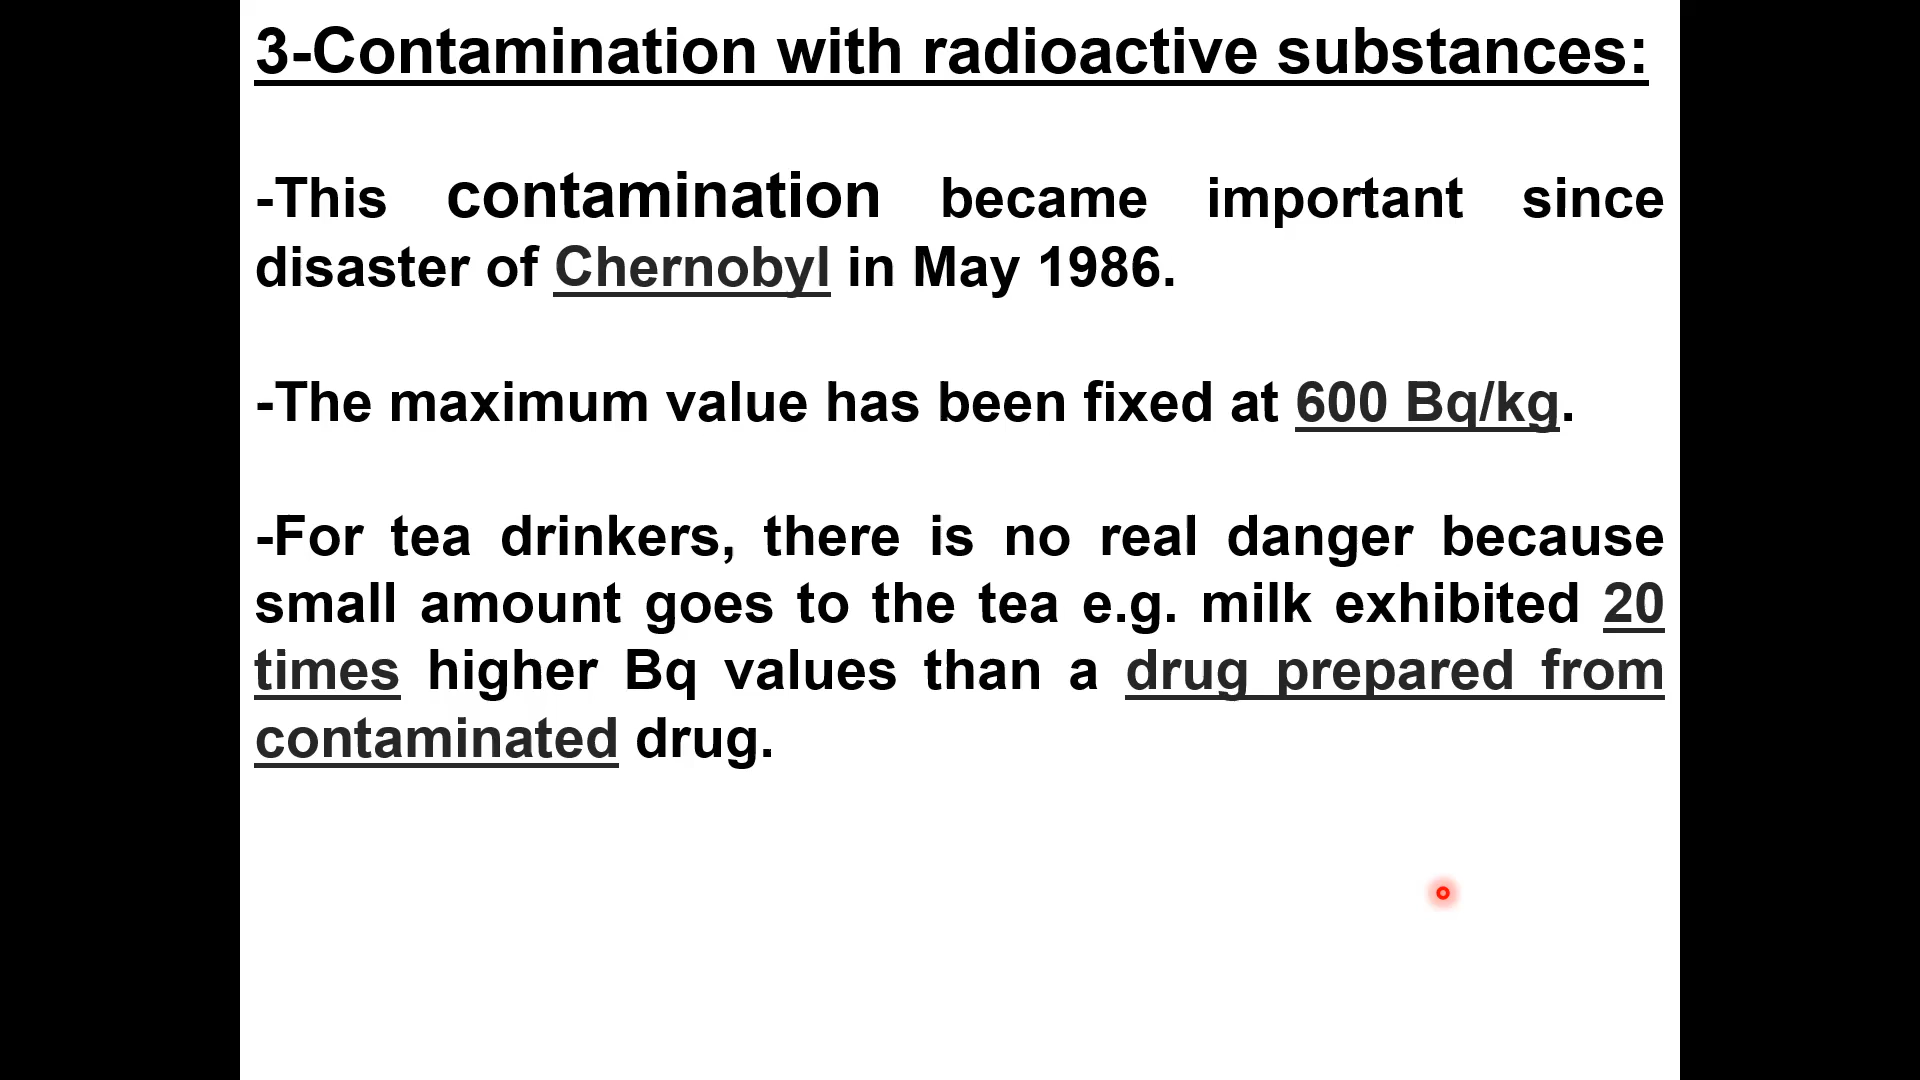 3-Contamination with radioactive substances:
-This contamination became important since
disaster of Chernobyl in May 1986.
-The maximum value has been fixed at 600 Bq/kg.
-For tea drinkers, there is no real danger because
small amount goes to the tea e.g. milk exhibited 20
times higher Bq values than a drug prepared from
contaminated drug.